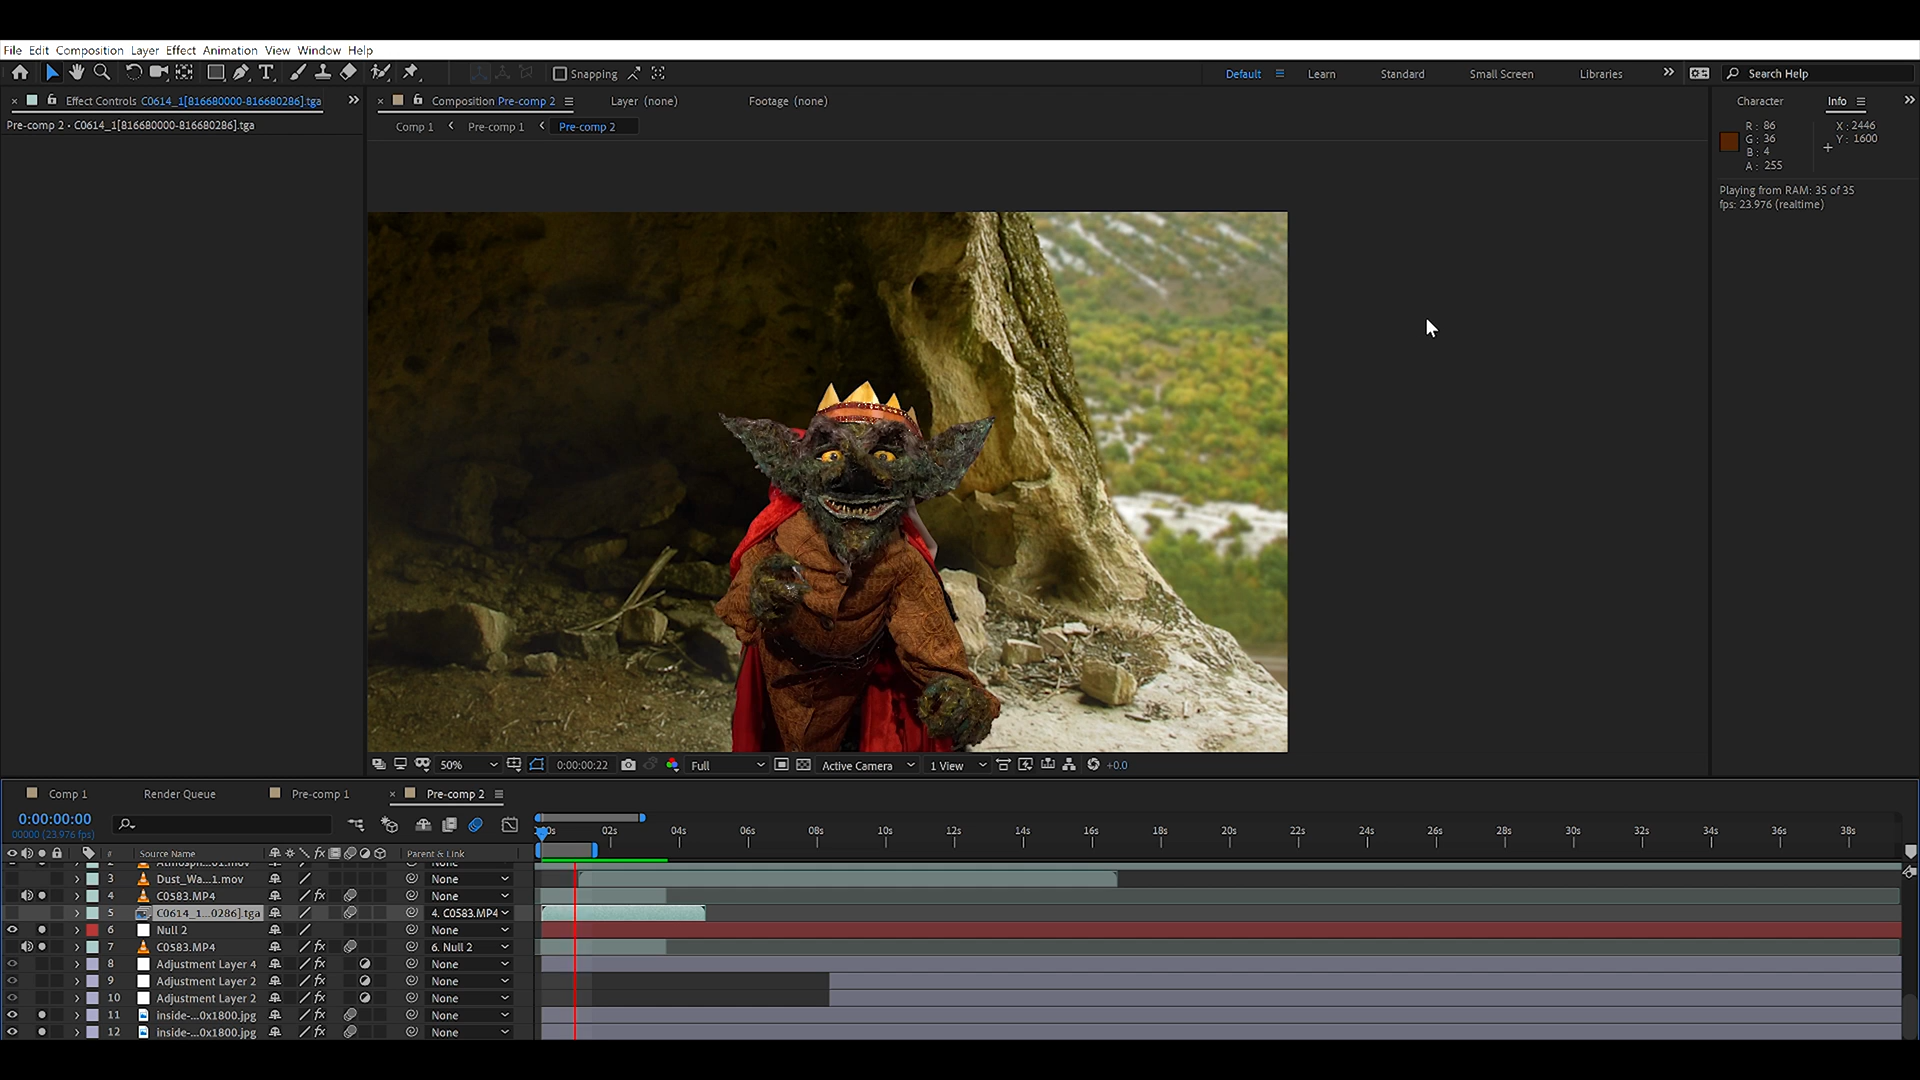 File Edit Composition Layer Effect Animation View Window Help
Snapping
Default Learn Standard Small Screen Libraries Search Help
Effect Controls C0614_1[816680000-816680286].tga
Composition Pre-comp 2 Layer (none) Footage (none)
Character Info
Pre-comp 2 • C0614_1[816680000-816680286].tga
Comp 1 Pre-comp 1 Pre-comp 2
R: 86
G: 36
B: 4
A: 255
X: 2446
Y: 1600
Playing from RAM: 35 of 35
fps: 23.976 (realtime)
50% 0:00:00:22 Full Active Camera 1 View +0.0
Comp 1 Render Queue Pre-comp 1 Pre-comp 2
0:00:00:00
00000 (23.976 fps)
02s 04s 06s 08s 10s 12s 14s 16s 18s 20s 22s 24s 26s 28s 30s 32s 34s 36s 38s
# Source Name fx Parent & Link
3 Dust_Wa...1.mov None
4 C0583.MP4 fx None
5 C0614_1...0286].tga 4. C0583.MP4
6 Null 2 None
7 C0583.MP4 fx 6. Null 2
8 Adjustment Layer 4 fx None
9 Adjustment Layer 2 fx None
10 Adjustment Layer 2 fx None
11 inside-...0x1800.jpg fx None
12 inside-...0x1800.jpg fx None